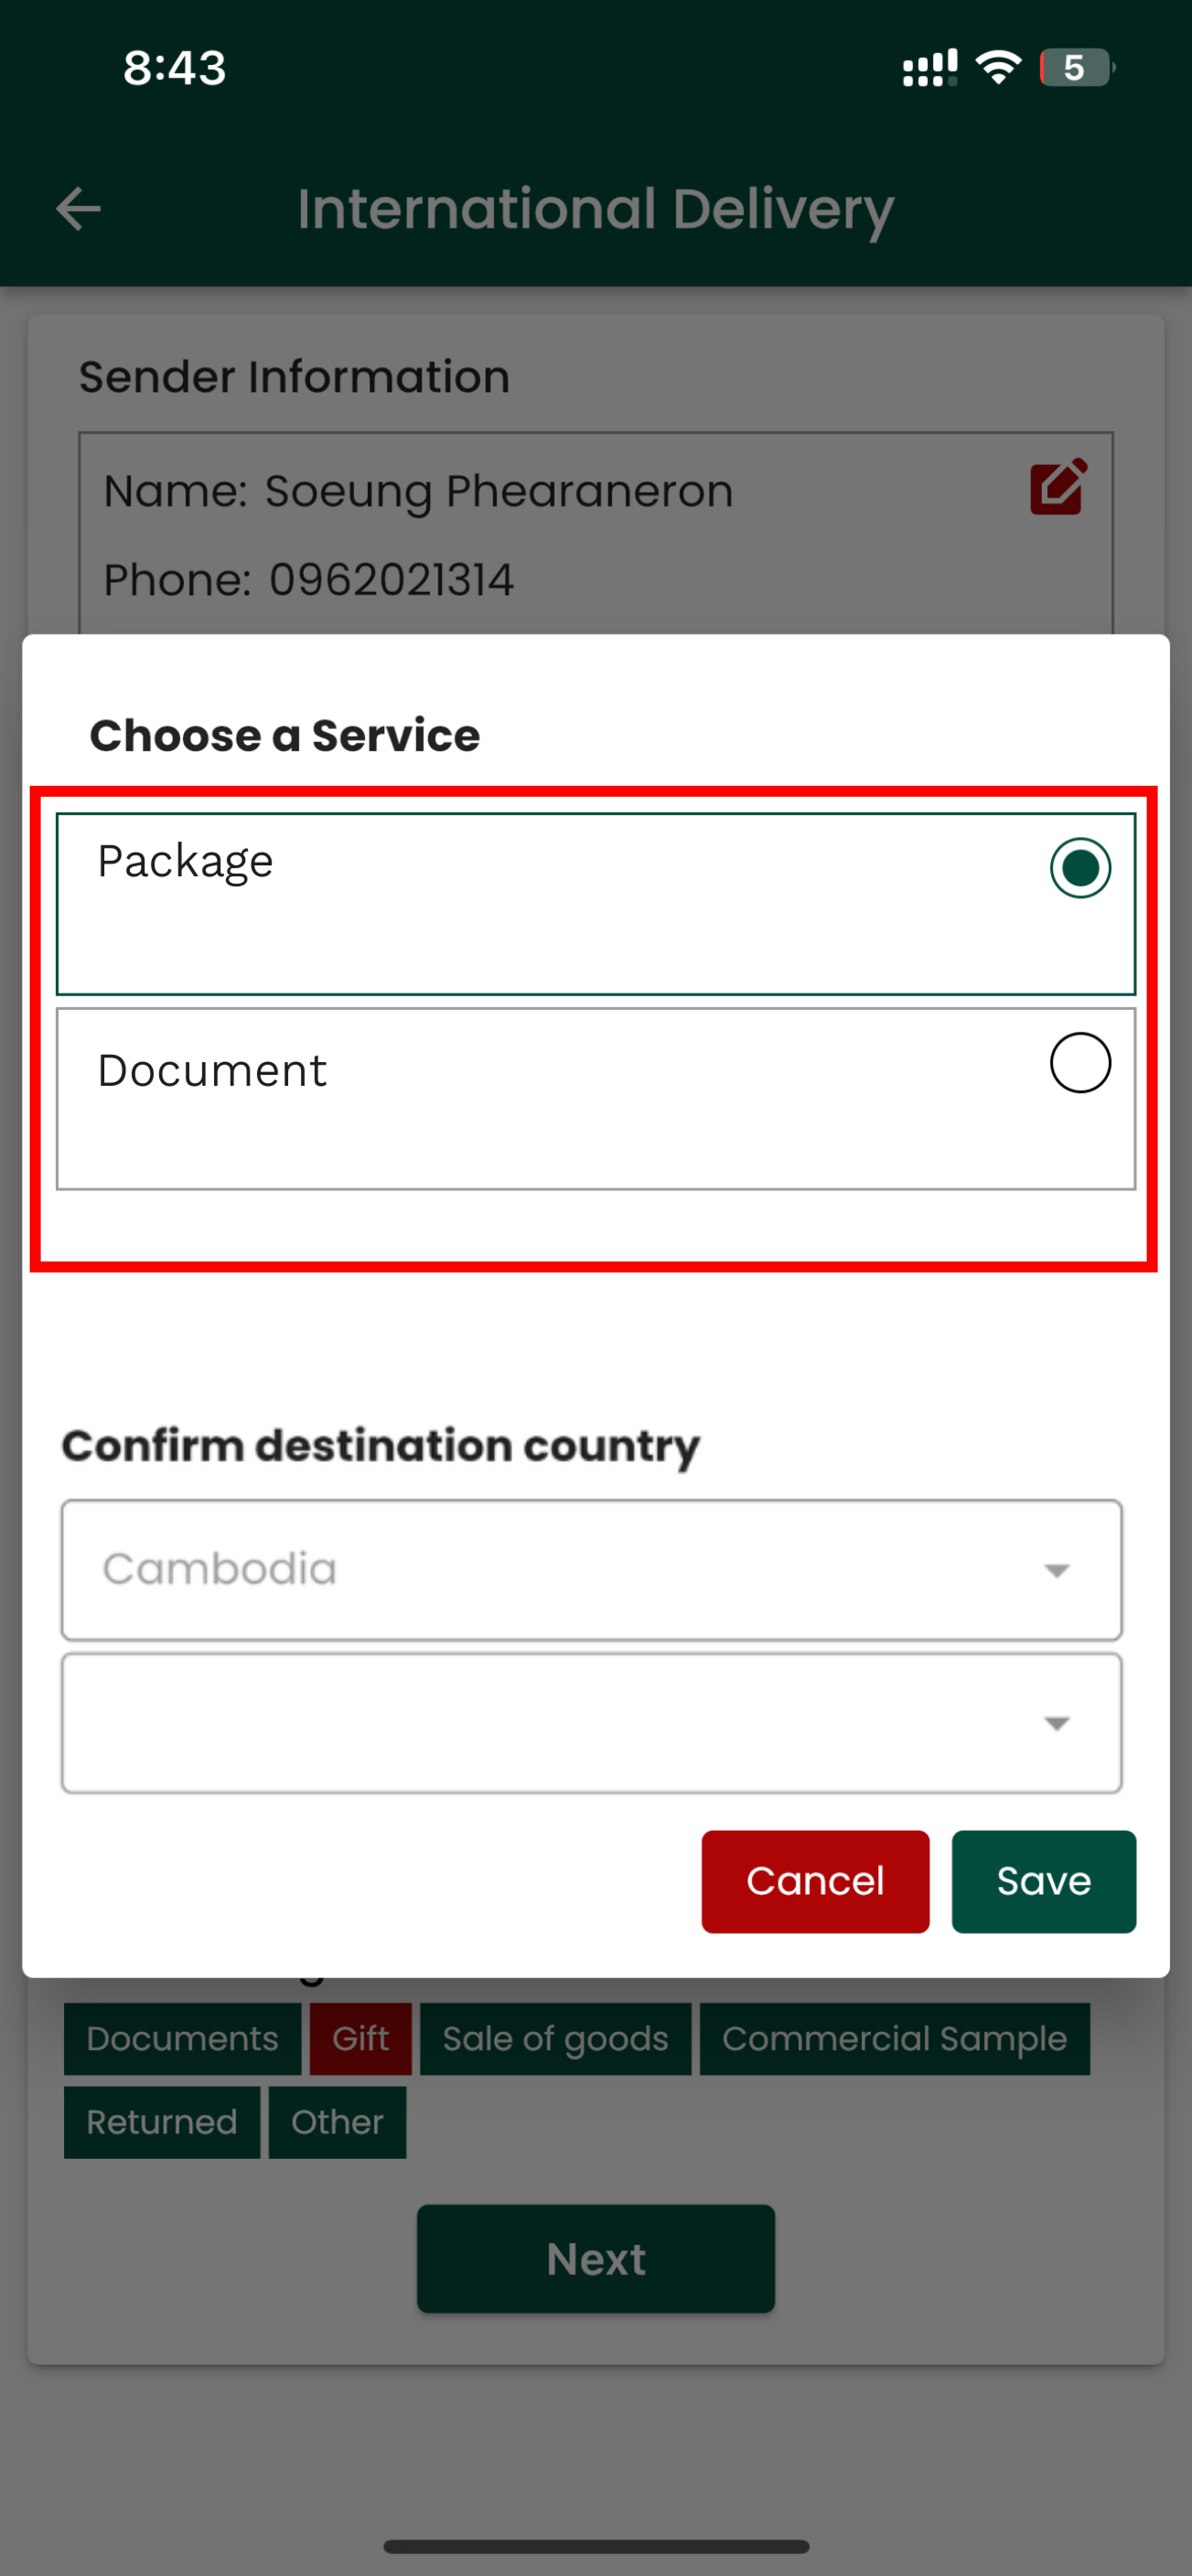 8:43
5
International Delivery
Sender Information
Name: Soeung Phearaneron
Phone: 0962021314
Choose a Service
Package
Document
Confirm destination country
Cambodia
Cancel
Save
Documents
Gift
Sale of goods
Commercial Sample
Returned
Other
Next